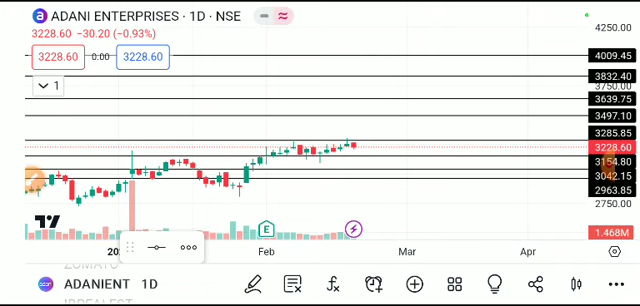 ADANI ENTERPRISES · 1D · NSE
3228.60 −30.20 (−0.93%)
3228.60 0.00 3228.60
1
4250.00
4009.45
3832.40
3750.00
3639.75
3497.10
3285.85
3228.60
3154.80
3042.15
2963.85
2750.00
1.468M
E
Feb Mar Apr
ZOMATO
ADANIENT 1D